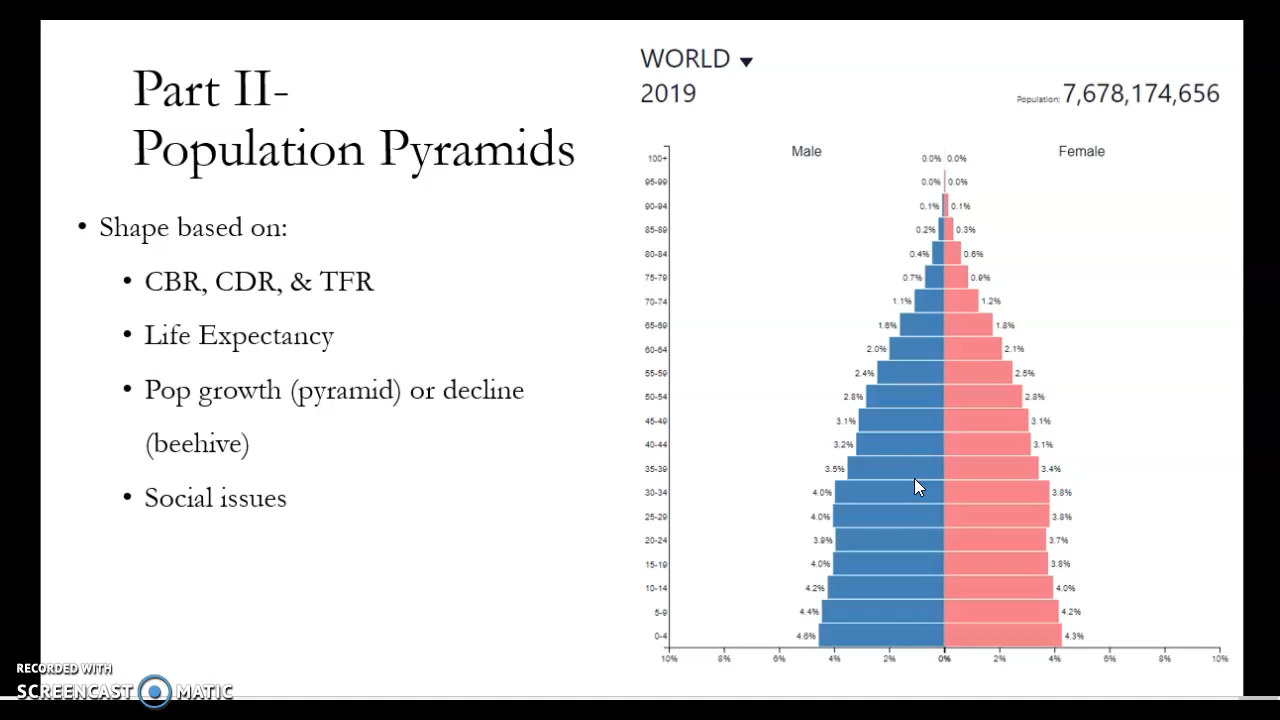 Part II-
Population Pyramids
• Shape based on:
• CBR, CDR, & TFR
• Life Expectancy
• Pop growth (pyramid) or decline
(beehive)
• Social issues
WORLD
2019
Population: 7,678,174,656
Male Female
100+ 0.0% 0.0%
95-99 0.0% 0.0%
90-94 0.1% 0.1%
85-89 0.2% 0.3%
80-84 0.4% 0.6%
75-79 0.7% 0.9%
70-74 1.1% 1.2%
65-69 1.6% 1.8%
60-64 2.0% 2.1%
55-59 2.4% 2.5%
50-54 2.8% 2.8%
45-49 3.1% 3.1%
40-44 3.2% 3.1%
35-39 3.5% 3.4%
30-34 4.0% 3.8%
25-29 4.0% 3.8%
20-24 3.9% 3.7%
15-19 4.0% 3.8%
10-14 4.2% 4.0%
5-9 4.4% 4.2%
0-4 4.6% 4.3%
10% 8% 6% 4% 2% 0% 2% 4% 6% 8% 10%
RECORDED WITH
SCREENCAST MATIC